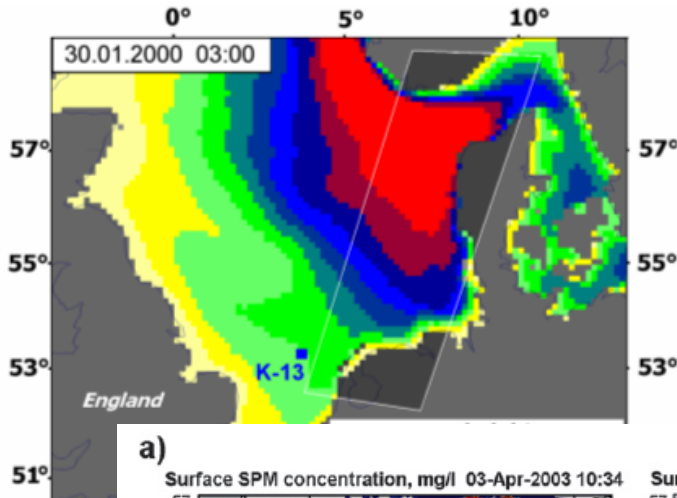 0° 5° 10°
30.01.2000 03:00
57° 57°
55° 55°
53° 53°
K-13
England
51°
a)
Surface SPM concentration, mg/l 03-Apr-2003 10:34